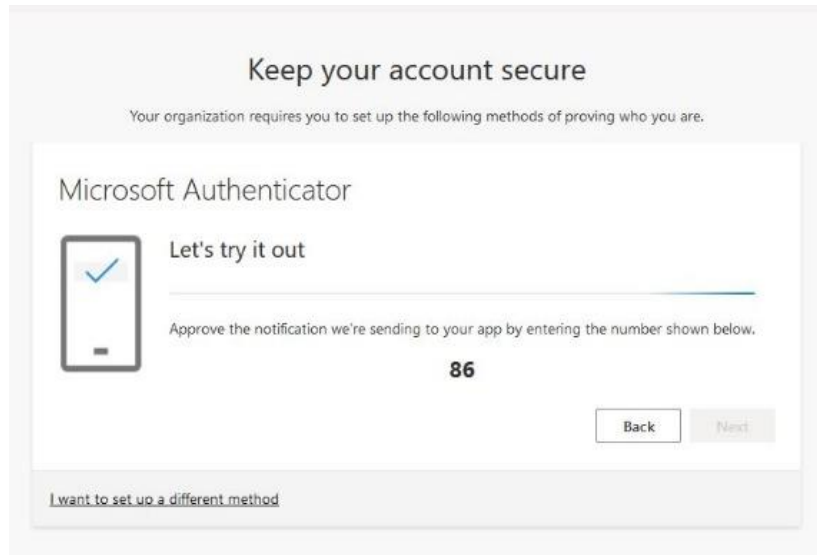 Keep your account secure
Your organization requires you to set up the following methods of proving who you are.
Microsoft Authenticator
Let's try it out
Approve the notification we're sending to your app by entering the number shown below.
86
Back
Next
I want to set up a different method